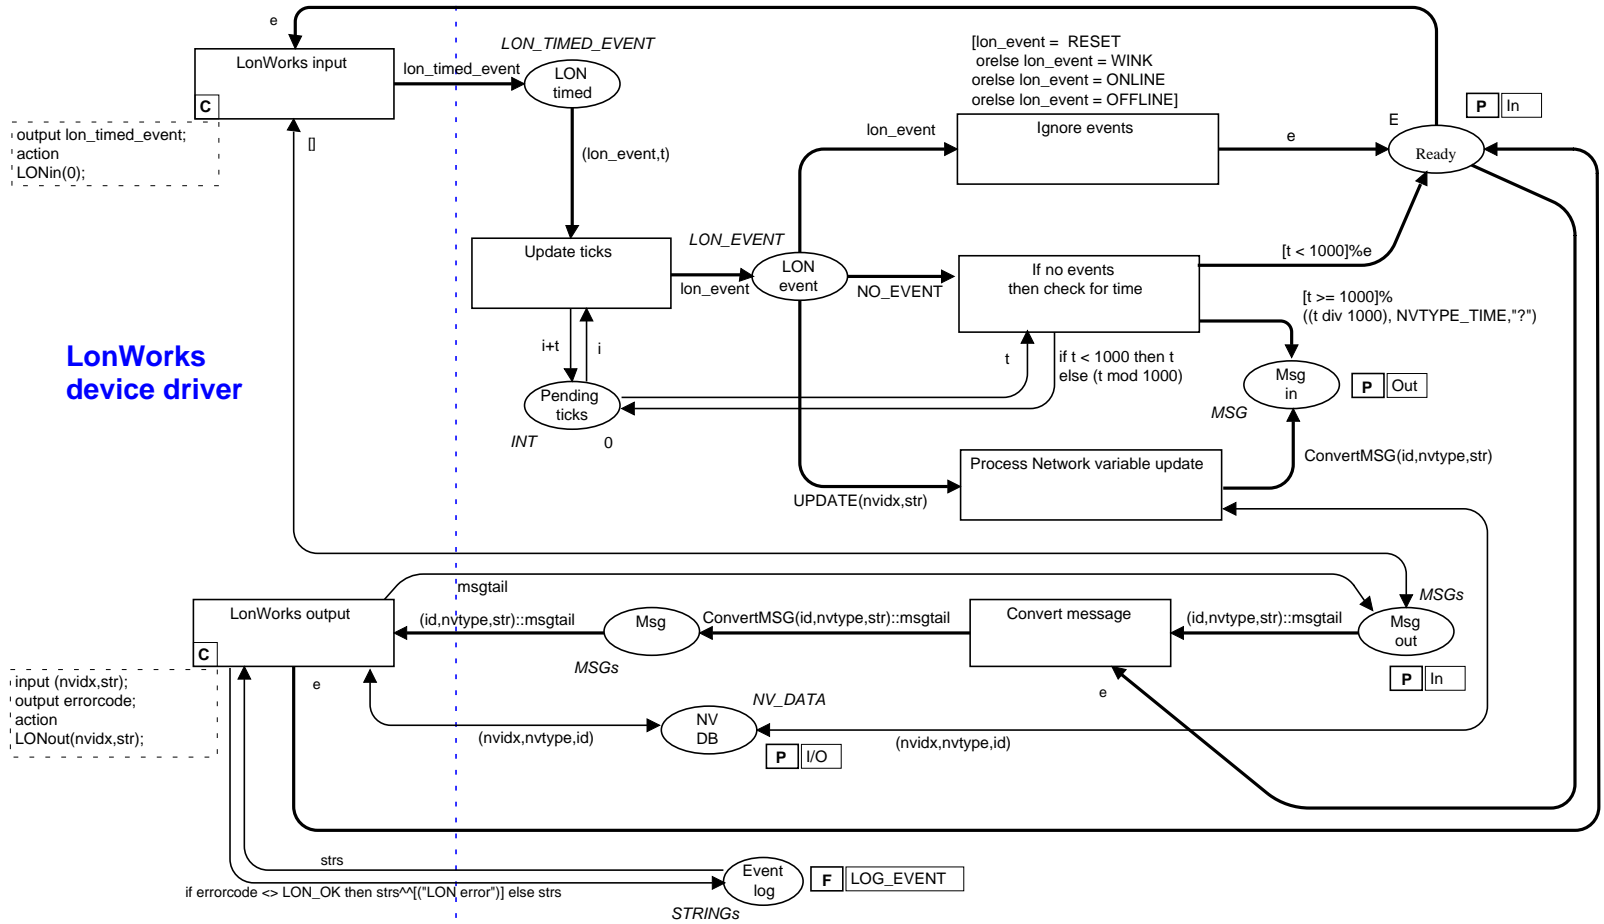 e
LonWorks input
C
output lon_timed_event;
action
LONin(0);
lon_timed_event
LON_TIMED_EVENT
LON
timed
(lon_event,t)
[]
[lon_event =  RESET
orelse lon_event = WINK
orelse lon_event = ONLINE
orelse lon_event = OFFLINE]
lon_event
Ignore events
e
E
Ready
P In
Update ticks
LON_EVENT
lon_event
LON
event
NO_EVENT
If no events
then check for time
[t < 1000]%e
[t >= 1000]%
((t div 1000), NVTYPE_TIME,"?")
i+t
i
t
if t < 1000 then t
else (t mod 1000)
LonWorks
device driver
Pending
ticks
INT
0
Msg
in
P Out
MSG
Process Network variable update
UPDATE(nvidx,str)
ConvertMSG(id,nvtype,str)
msgtail
LonWorks output
C
(id,nvtype,str)::msgtail
Msg
MSGs
ConvertMSG(id,nvtype,str)::msgtail
Convert message
(id,nvtype,str)::msgtail
MSGs
Msg
out
P In
input (nvidx,str);
output errorcode;
action
LONout(nvidx,str);
e
e
NV_DATA
NV
DB
P I/O
(nvidx,nvtype,id)
(nvidx,nvtype,id)
strs
if errorcode <> LON_OK then strs^^[("LON error")] else strs
Event
log
F LOG_EVENT
STRINGs